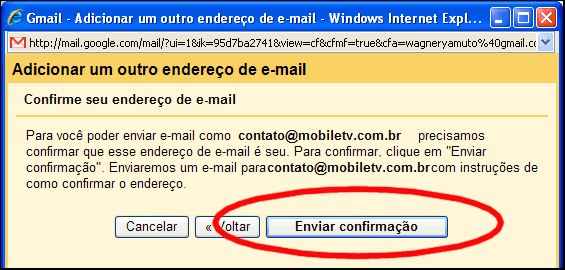 Gmail - Adicionar um outro endereço de e-mail - Windows Internet Expl...
http://mail.google.com/mail/?ui=1&ik=95d7ba2741&view=cf&cfmf=true&cfa=wagneryamuto%40gmail.co
Adicionar um outro endereço de e-mail
Confirme seu endereço de e-mail
Para você poder enviar e-mail como contato@mobiletv.com.br precisamos
confirmar que esse endereço de e-mail é seu. Para confirmar, clique em "Enviar
confirmação". Enviaremos um e-mail para contato@mobiletv.com.br com instruções de
como confirmar o endereço.
Cancelar « Voltar Enviar confirmação